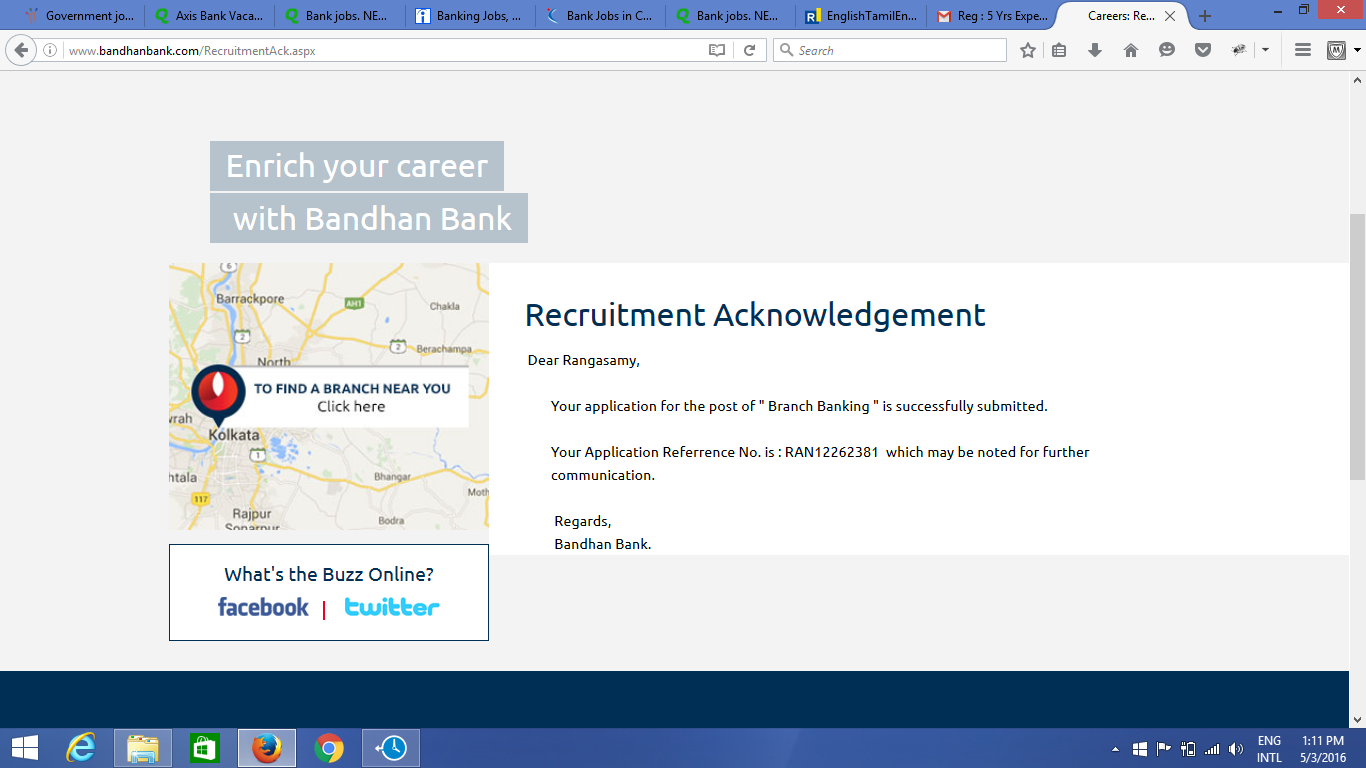 Government jo...
Axis Bank Vaca...
Bank jobs. NE...
Banking Jobs, ...
Bank Jobs in C...
Bank jobs. NE...
EnglishTamilEn...
Reg : 5 Yrs Expe...
Careers: Re...
www.bandhanbank.com/RecruitmentAck.aspx
Search
Enrich your career
with Bandhan Bank
Barrackpore
AH1
Chakla
2
2
Berachampa
North
TO FIND A BRANCH NEAR YOU
Click here
Kolkata
1
Bhangar
117
Rajpur
Bodra
Recruitment Acknowledgement
Dear Rangasamy,
Your application for the post of " Branch Banking " is successfully submitted.
Your Application Referrence No. is : RAN12262381 which may be noted for further
communication.
Regards,
Bandhan Bank.
What's the Buzz Online?
facebook | twitter
ENG
INTL
1:11 PM
5/3/2016